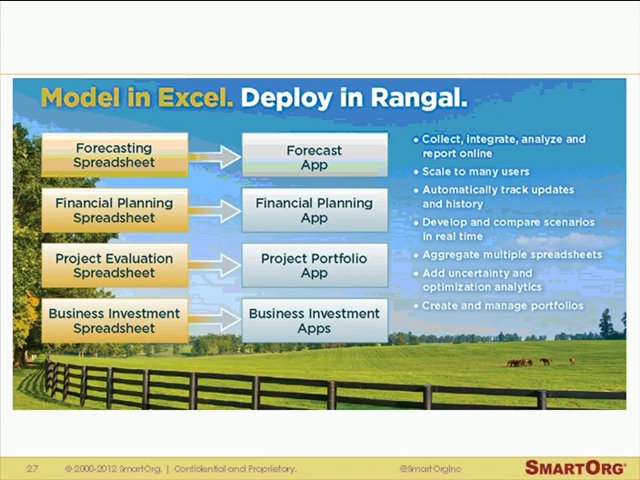 Model in Excel. Deploy in Rangal.
Forecasting
Spreadsheet
Forecast
App
Financial Planning
Spreadsheet
Financial Planning
App
Project Evaluation
Spreadsheet
Project Portfolio
App
Business Investment
Spreadsheet
Business Investment
Apps
• Collect, integrate, analyze and
report online
• Scale to many users
• Automatically track updates
and history
• Develop and compare scenarios
in real time
• Aggregate multiple spreadsheets
• Add uncertainty and
optimization analytics
• Create and manage portfolios
27 © 2000-2012 SmartOrg. | Confidential and Proprietary. @SmartOrgInc SMARTORG®